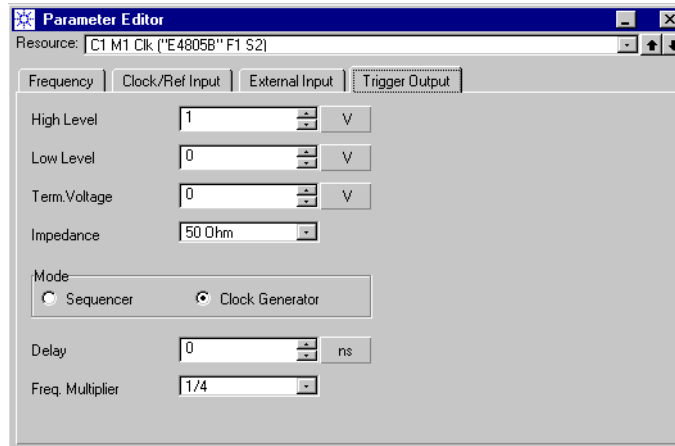 Parameter Editor
Resource: C1 M1 Clk ("E4805B" F1 S2)
Frequency Clock/Ref Input External Input Trigger Output
High Level 1 V
Low Level 0 V
Term.Voltage 0 V
Impedance 50 Ohm
Mode
Sequencer Clock Generator
Delay 0 ns
Freq. Multiplier 1/4